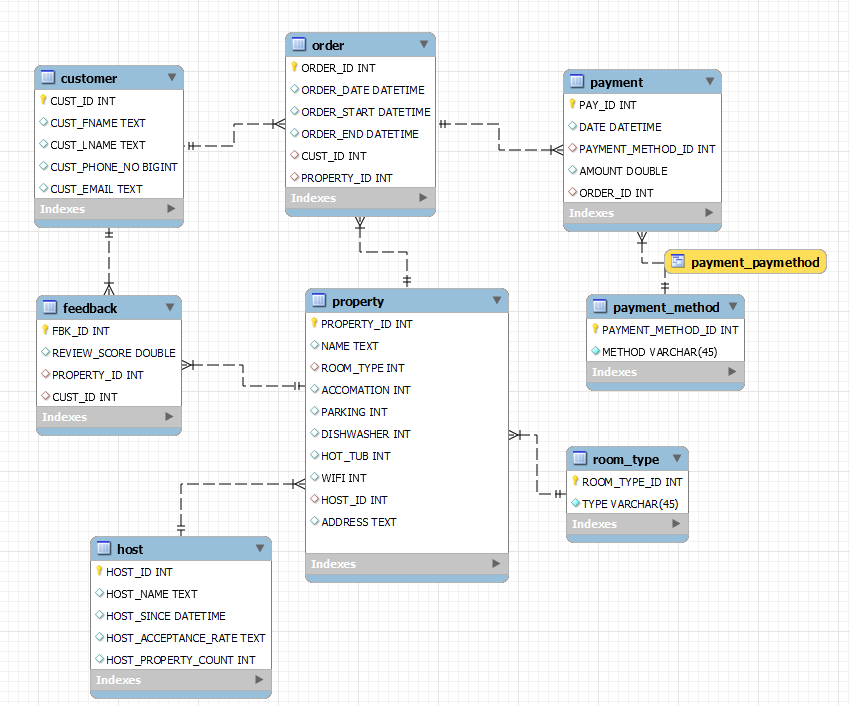 customer
CUST_ID INT
CUST_FNAME TEXT
CUST_LNAME TEXT
CUST_PHONE_NO BIGINT
CUST_EMAIL TEXT
Indexes
order
ORDER_ID INT
ORDER_DATE DATETIME
ORDER_START DATETIME
ORDER_END DATETIME
CUST_ID INT
PROPERTY_ID INT
Indexes
payment
PAY_ID INT
DATE DATETIME
PAYMENT_METHOD_ID INT
AMOUNT DOUBLE
ORDER_ID INT
Indexes
payment_paymethod
feedback
FBK_ID INT
REVIEW_SCORE DOUBLE
PROPERTY_ID INT
CUST_ID INT
Indexes
property
PROPERTY_ID INT
NAME TEXT
ROOM_TYPE INT
ACCOMATION INT
PARKING INT
DISHWASHER INT
HOT_TUB INT
WIFI INT
HOST_ID INT
ADDRESS TEXT
Indexes
payment_method
PAYMENT_METHOD_ID INT
METHOD VARCHAR(45)
Indexes
room_type
ROOM_TYPE_ID INT
TYPE VARCHAR(45)
Indexes
host
HOST_ID INT
HOST_NAME TEXT
HOST_SINCE DATETIME
HOST_ACCEPTANCE_RATE TEXT
HOST_PROPERTY_COUNT INT
Indexes